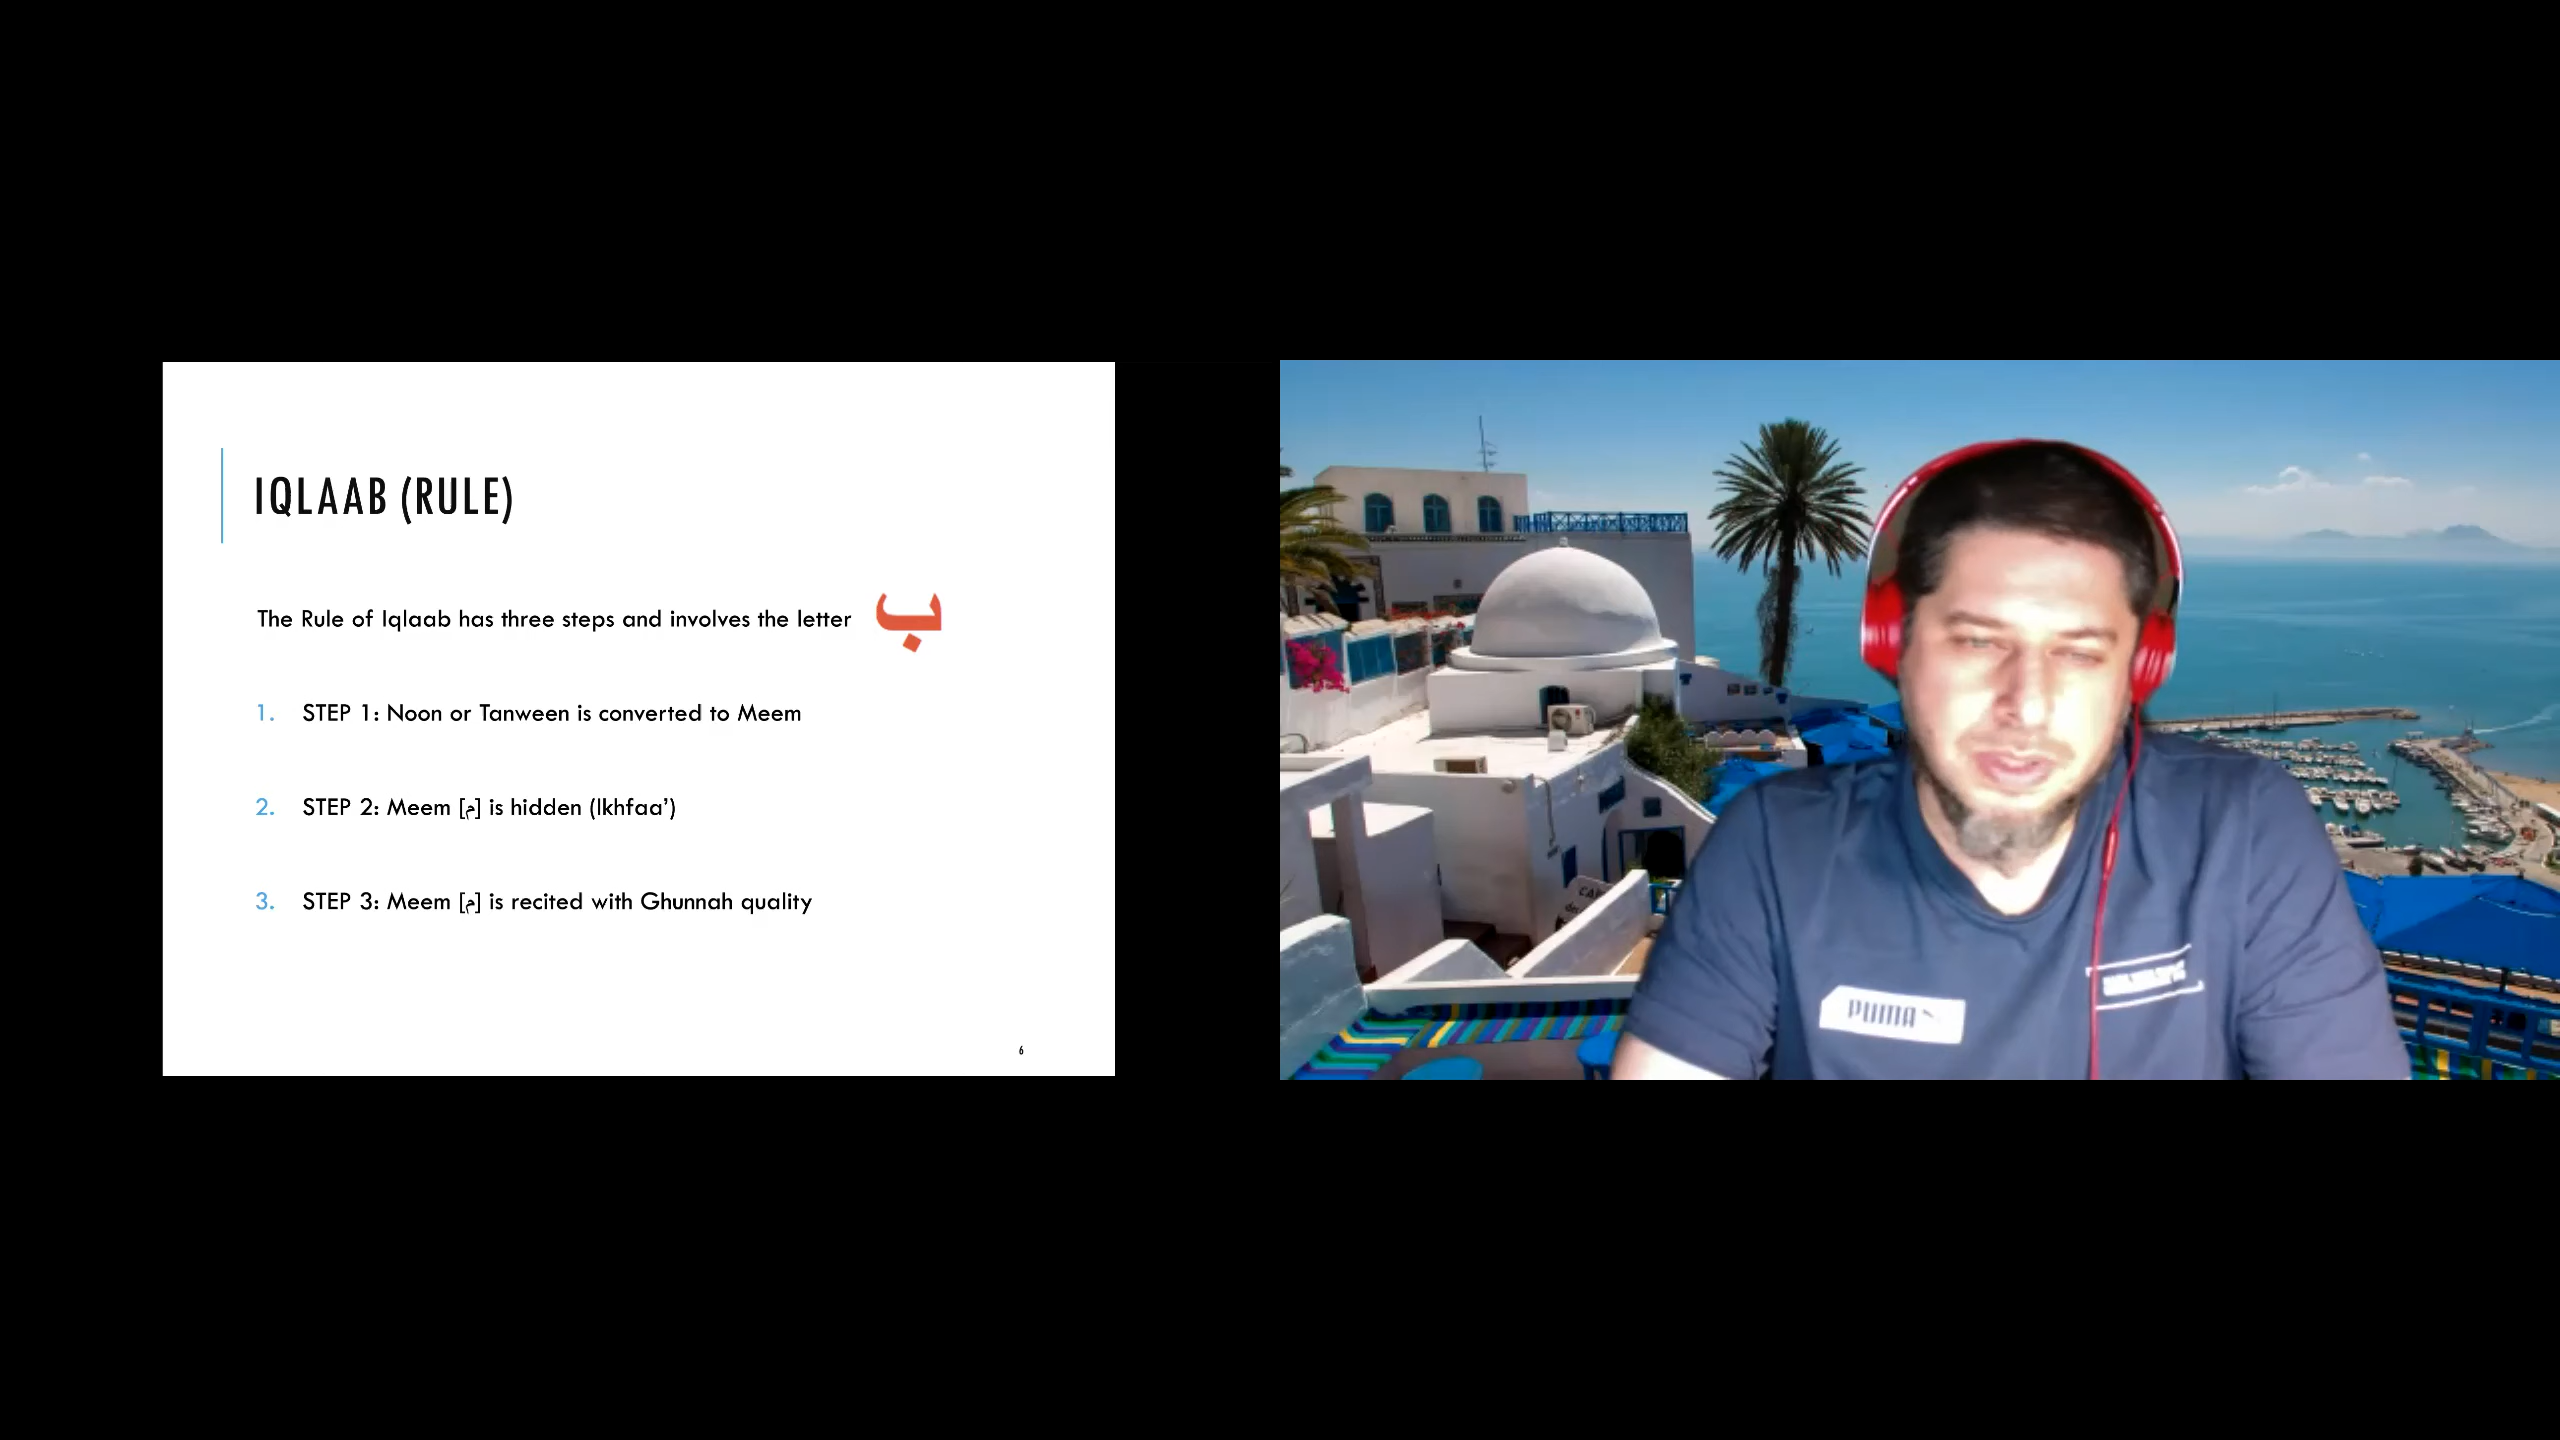 IQLAAB (RULE)
The Rule of Iqlaab has three steps and involves the letter ب
1. STEP 1: Noon or Tanween is converted to Meem
2. STEP 2: Meem [م] is hidden (Ikhfaa’)
3. STEP 3: Meem [م] is recited with Ghunnah quality
6
PUMA